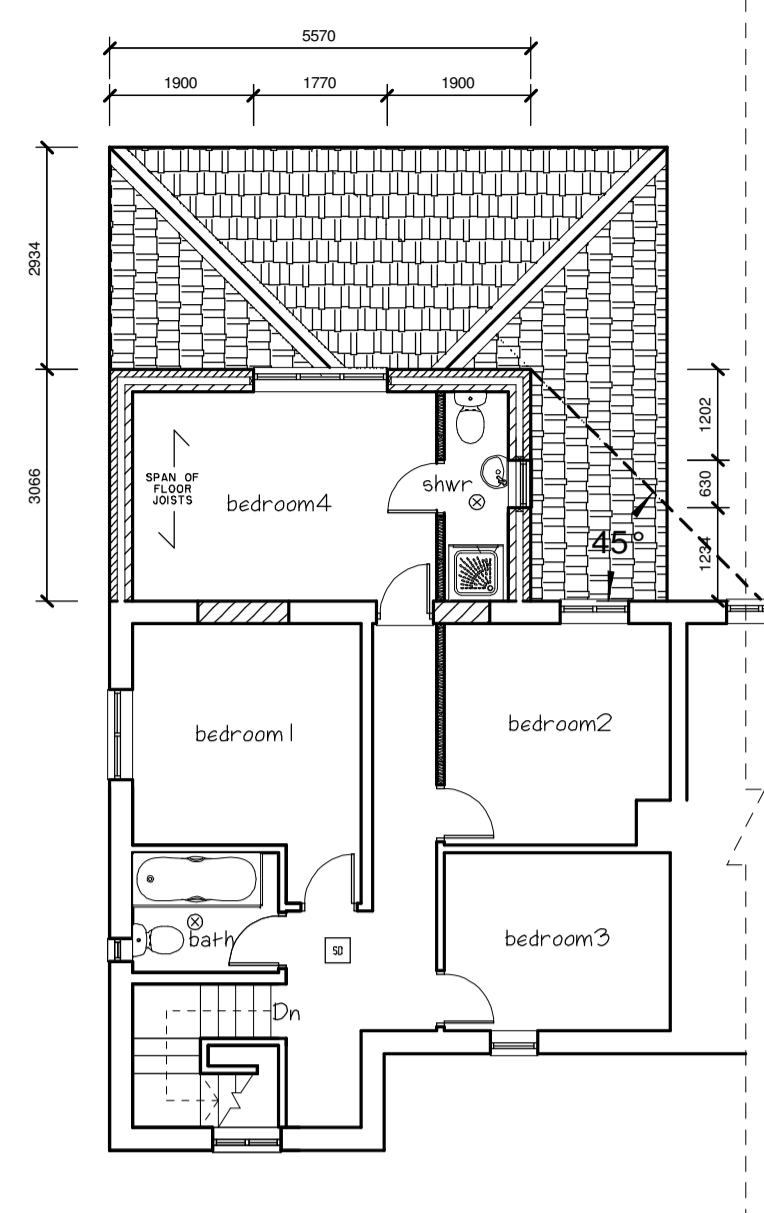 5570
1900
1770
1900
2934
3066
1202
630
1234
SPAN OF
FLOOR
JOISTS
bedroom4
shwr
45°
bedroom1
bedroom2
bath
SD
bedroom3
Dn